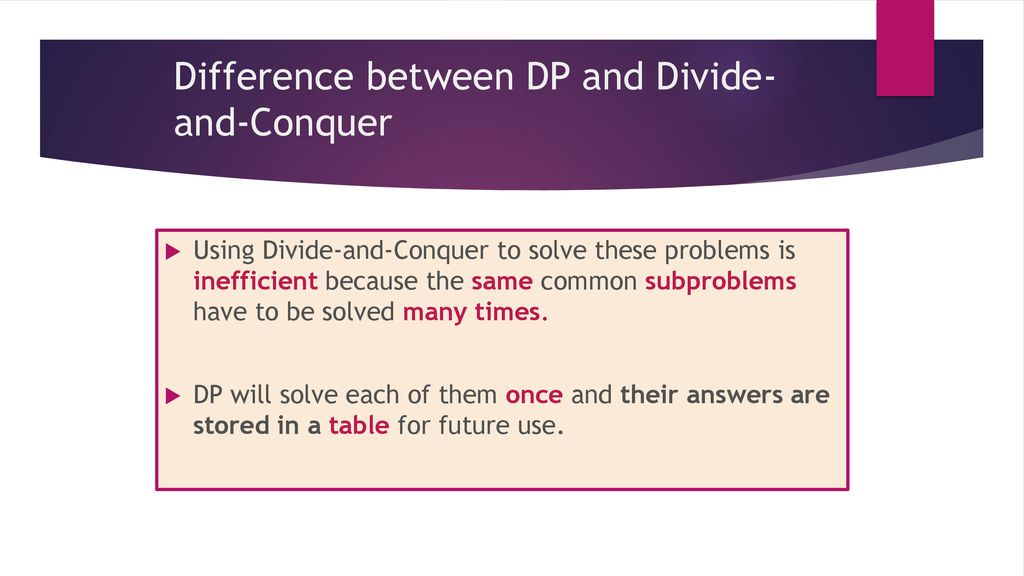 Difference between DP and Divide-
and-Conquer
Using Divide-and-Conquer to solve these problems is
inefficient because the same common subproblems
have to be solved many times.
DP will solve each of them once and their answers are
stored in a table for future use.